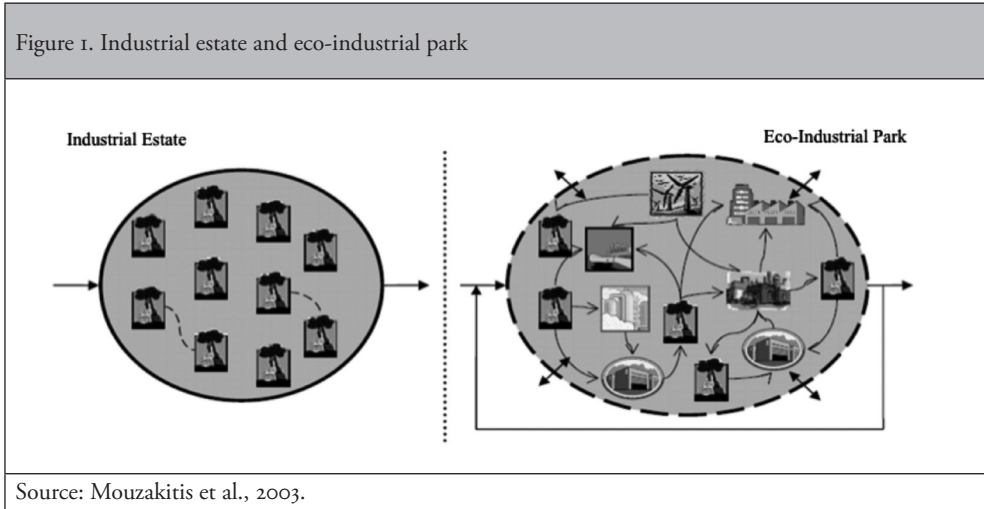 Figure 1. Industrial estate and eco-industrial park
Industrial Estate
Eco-Industrial Park
Source: Mouzakitis et al., 2003.